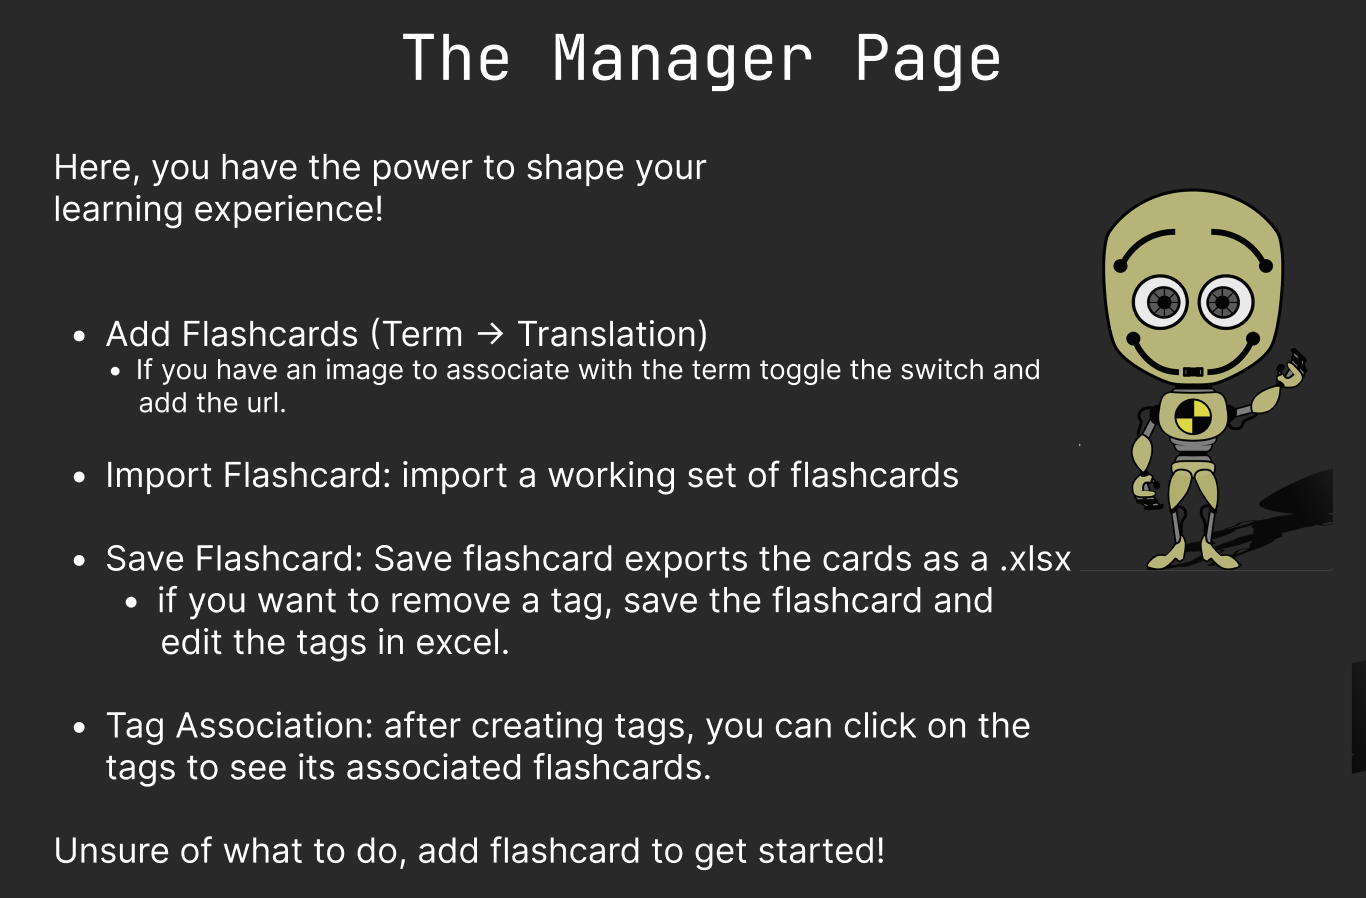 The Manager Page
Here, you have the power to shape your
learning experience!
• Add Flashcards (Term → Translation)
• If you have an image to associate with the term toggle the switch and
add the url.
• Import Flashcard: import a working set of flashcards
• Save Flashcard: Save flashcard exports the cards as a .xlsx
• if you want to remove a tag, save the flashcard and
edit the tags in excel.
• Tag Association: after creating tags, you can click on the
tags to see its associated flashcards.
Unsure of what to do, add flashcard to get started!